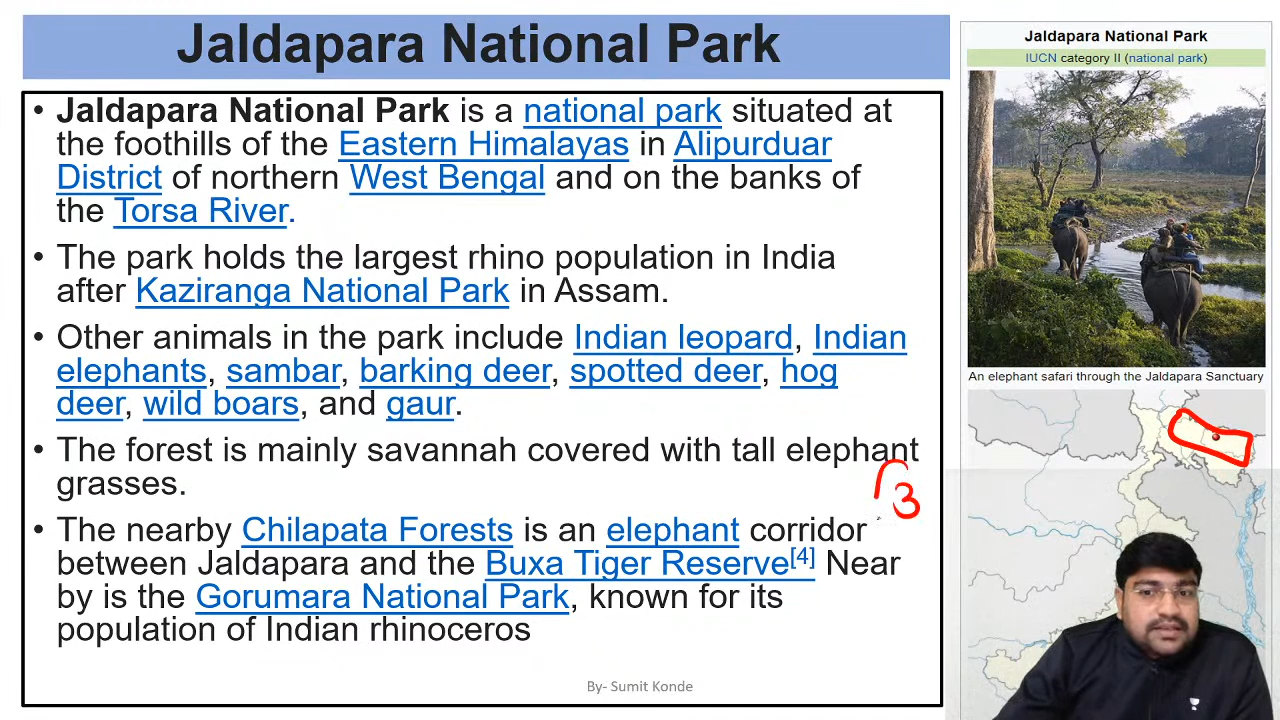 Jaldapara National Park
• Jaldapara National Park is a national park situated at
the foothills of the Eastern Himalayas in Alipurduar
District of northern West Bengal and on the banks of
the Torsa River.
• The park holds the largest rhino population in India
after Kaziranga National Park in Assam.
• Other animals in the park include Indian leopard, Indian
elephants, sambar, barking deer, spotted deer, hog
deer, wild boars, and gaur.
• The forest is mainly savannah covered with tall elephant
grasses.
• The nearby Chilapata Forests is an elephant corridor
between Jaldapara and the Buxa Tiger Reserve[4] Near
by is the Gorumara National Park, known for its
population of Indian rhinoceros
By- Sumit Konde
Jaldapara National Park
IUCN category II (national park)
An elephant safari through the Jaldapara Sanctuary